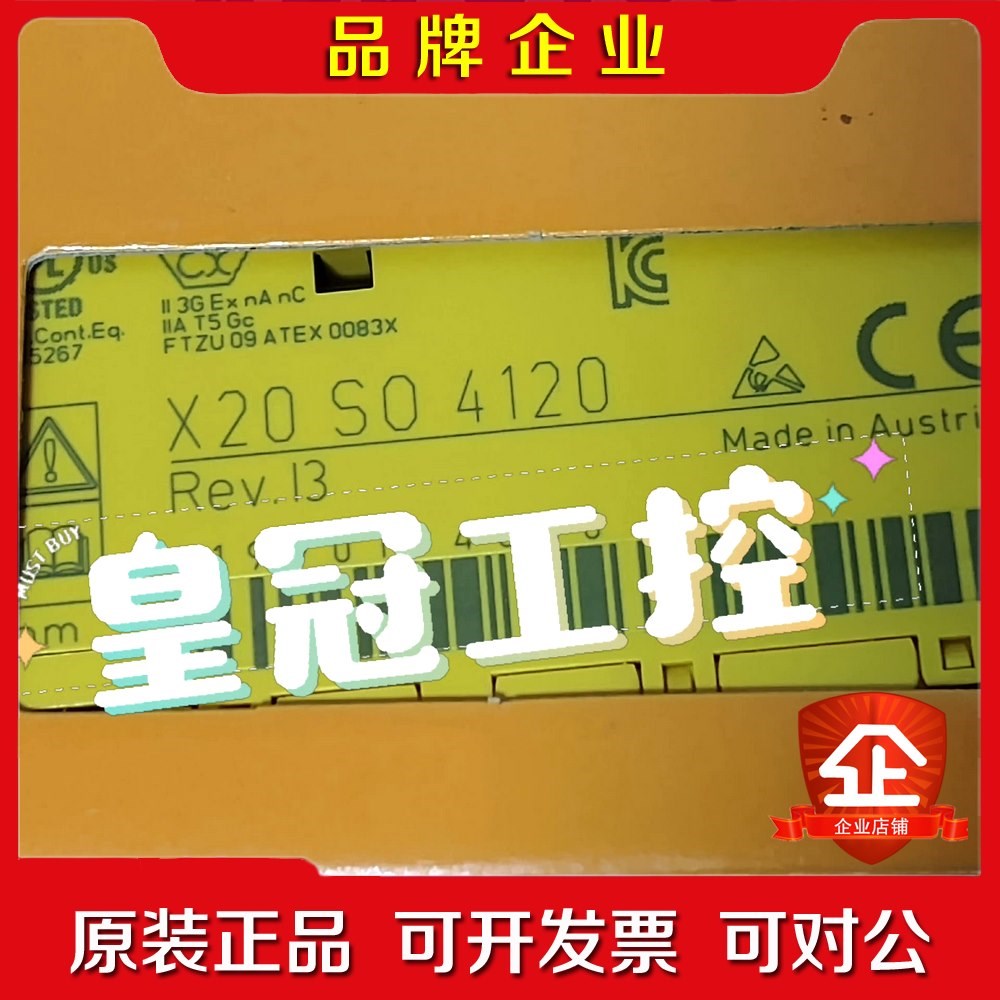 品牌企业
US
STED
Cont.Eq.
5267
II 3G Ex nA nC
IIA T5 Gc
FTZU 09 ATEX 0083X
X20 SO 4120
Rev. I3
Made in Austri
MUST BUY
皇冠工控
企
企业店铺
原装正品 可开发票 可对公